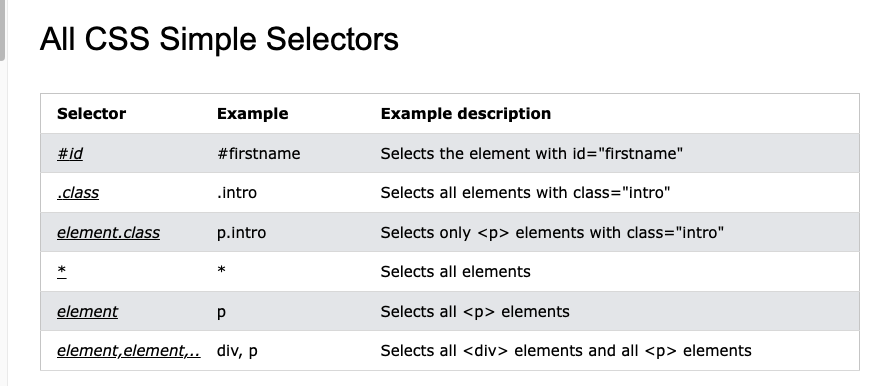 All CSS Simple Selectors
Selector Example Example description
#id #firstname Selects the element with id="firstname"
.class .intro Selects all elements with class="intro"
element.class p.intro Selects only <p> elements with class="intro"
* * Selects all elements
element p Selects all <p> elements
element,element,.. div, p Selects all <div> elements and all <p> elements